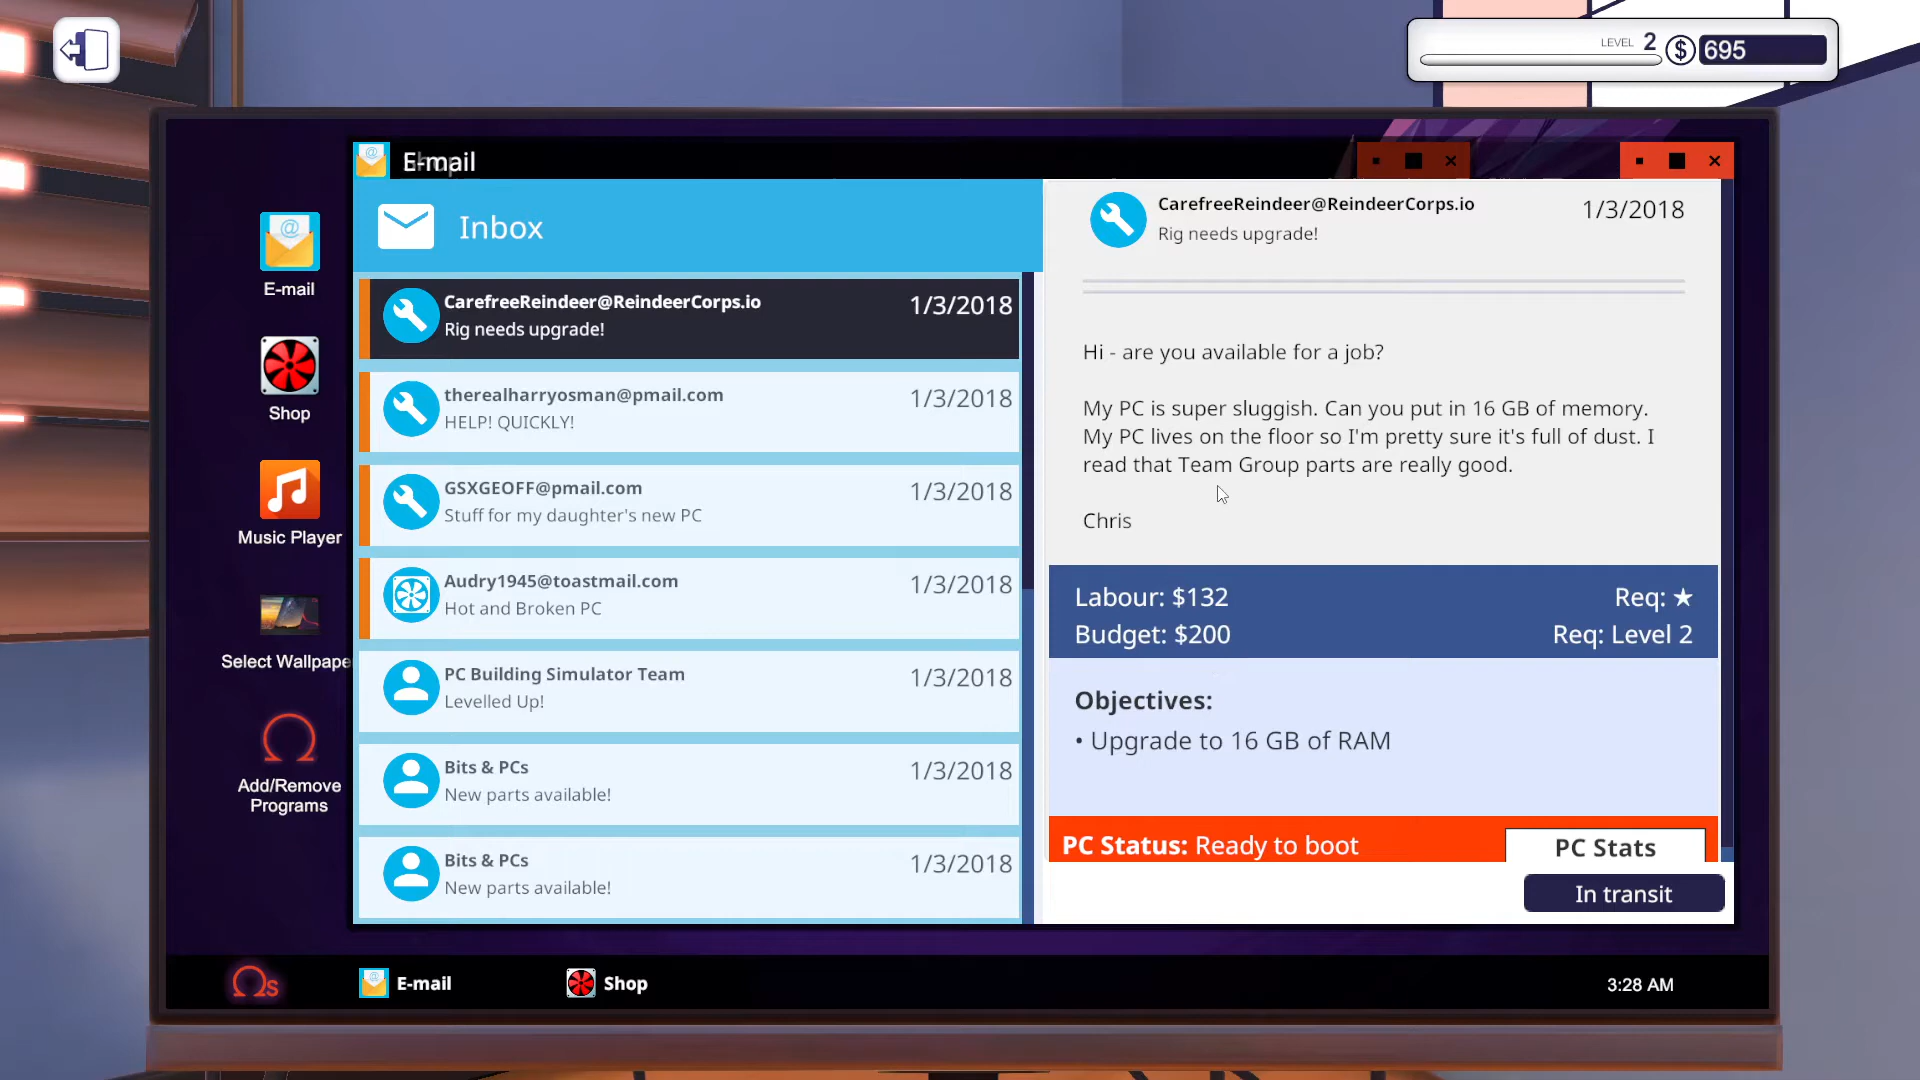 LEVEL 2 $ 695
E-mail
Inbox
CarefreeReindeer@ReindeerCorps.io 1/3/2018
Rig needs upgrade!
therealharryosman@pmail.com 1/3/2018
HELP! QUICKLY!
GSXGEOFF@pmail.com 1/3/2018
Stuff for my daughter's new PC
Audry1945@toastmail.com 1/3/2018
Hot and Broken PC
PC Building Simulator Team 1/3/2018
Levelled Up!
Bits & PCs 1/3/2018
New parts available!
Bits & PCs 1/3/2018
New parts available!
CarefreeReindeer@ReindeerCorps.io 1/3/2018
Rig needs upgrade!
Hi - are you available for a job?
My PC is super sluggish. Can you put in 16 GB of memory.
My PC lives on the floor so I'm pretty sure it's full of dust. I
read that Team Group parts are really good.
Chris
Labour: $132 Req: ★
Budget: $200 Req: Level 2
Objectives:
• Upgrade to 16 GB of RAM
PC Status: Ready to boot
PC Stats
In transit
E-mail
Shop
Music Player
Select Wallpape
Add/Remove
Programs
Ωs E-mail Shop 3:28 AM